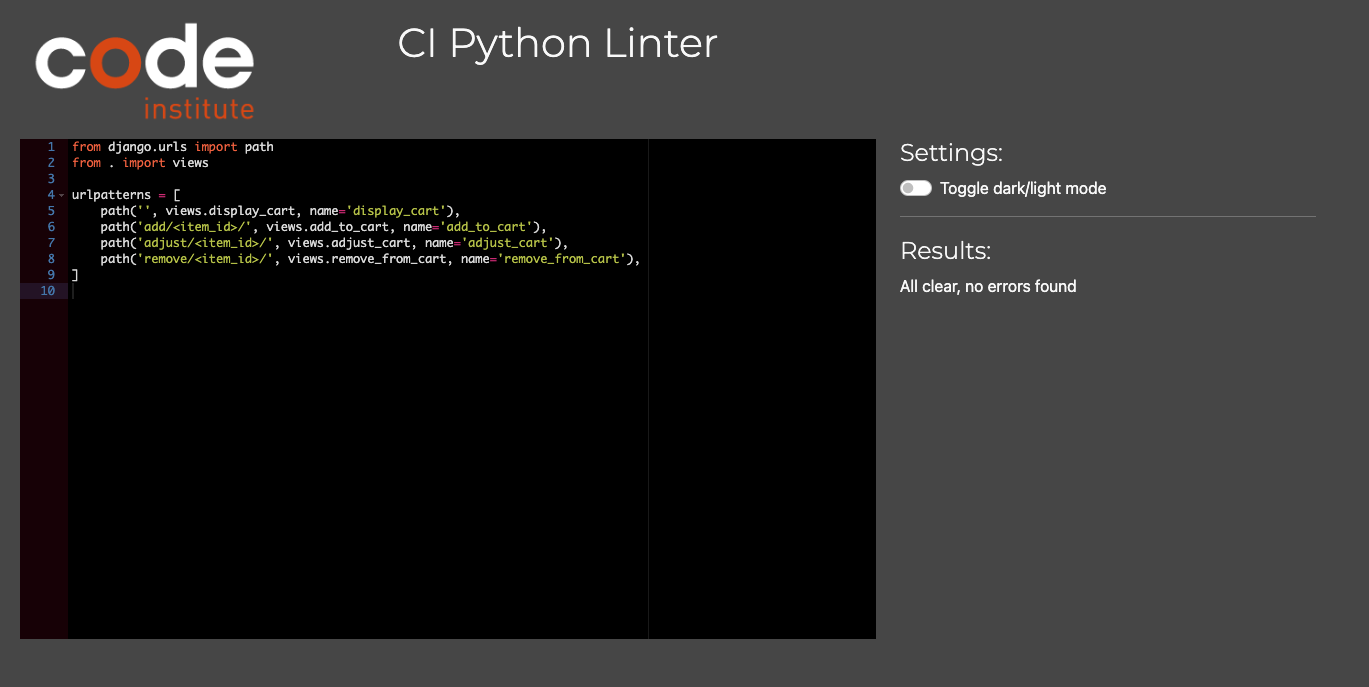 code
institute
CI Python Linter
1 from django.urls import path
2 from . import views
3
4 urlpatterns = [
5     path('', views.display_cart, name='display_cart'),
6     path('add/<item_id>/', views.add_to_cart, name='add_to_cart'),
7     path('adjust/<item_id>/', views.adjust_cart, name='adjust_cart'),
8     path('remove/<item_id>/', views.remove_from_cart, name='remove_from_cart'),
9 ]
10
Settings:
Toggle dark/light mode
Results:
All clear, no errors found